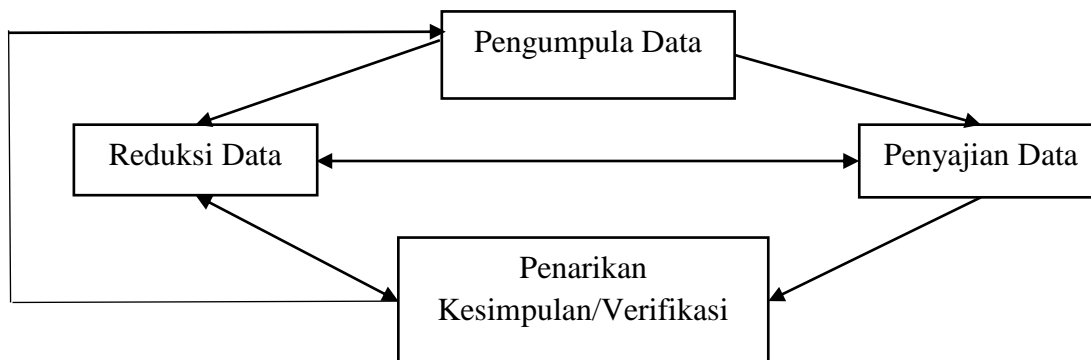 Pengumpula Data
Reduksi Data
Penyajian Data
Penarikan
Kesimpulan/Verifikasi